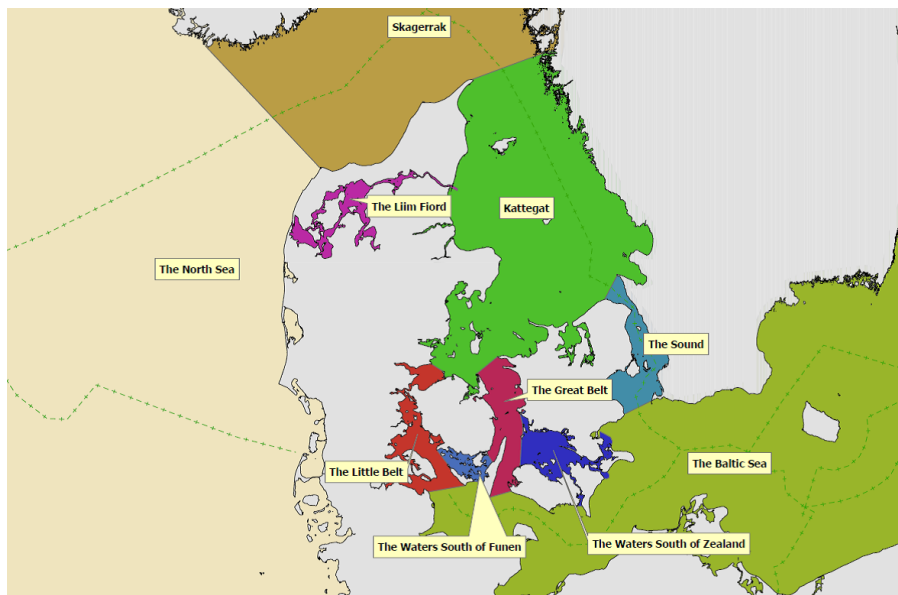 Skagerrak
The Liim Fiord
Kattegat
The North Sea
The Sound
The Great Belt
The Little Belt
The Baltic Sea
The Waters South of Funen
The Waters South of Zealand